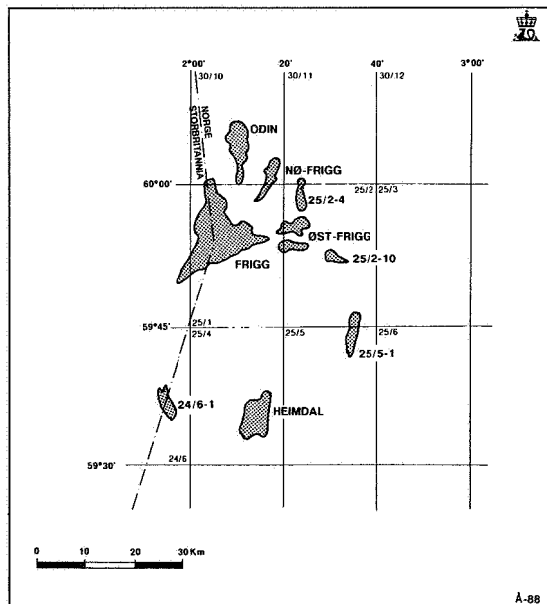 2°00'
20'
40'
3°00'
30/10
30/11
30/12
NORGE
STORBRITANNIA
ODIN
NØ-FRIGG
60°00'
25/2
25/3
25/2-4
ØST-FRIGG
FRIGG
25/2-10
59°45'
25/1
25/4
25/5
25/6
25/5-1
24/6-1
HEIMDAL
59°30'
24/6
0 10 20 30 Km
Å-88